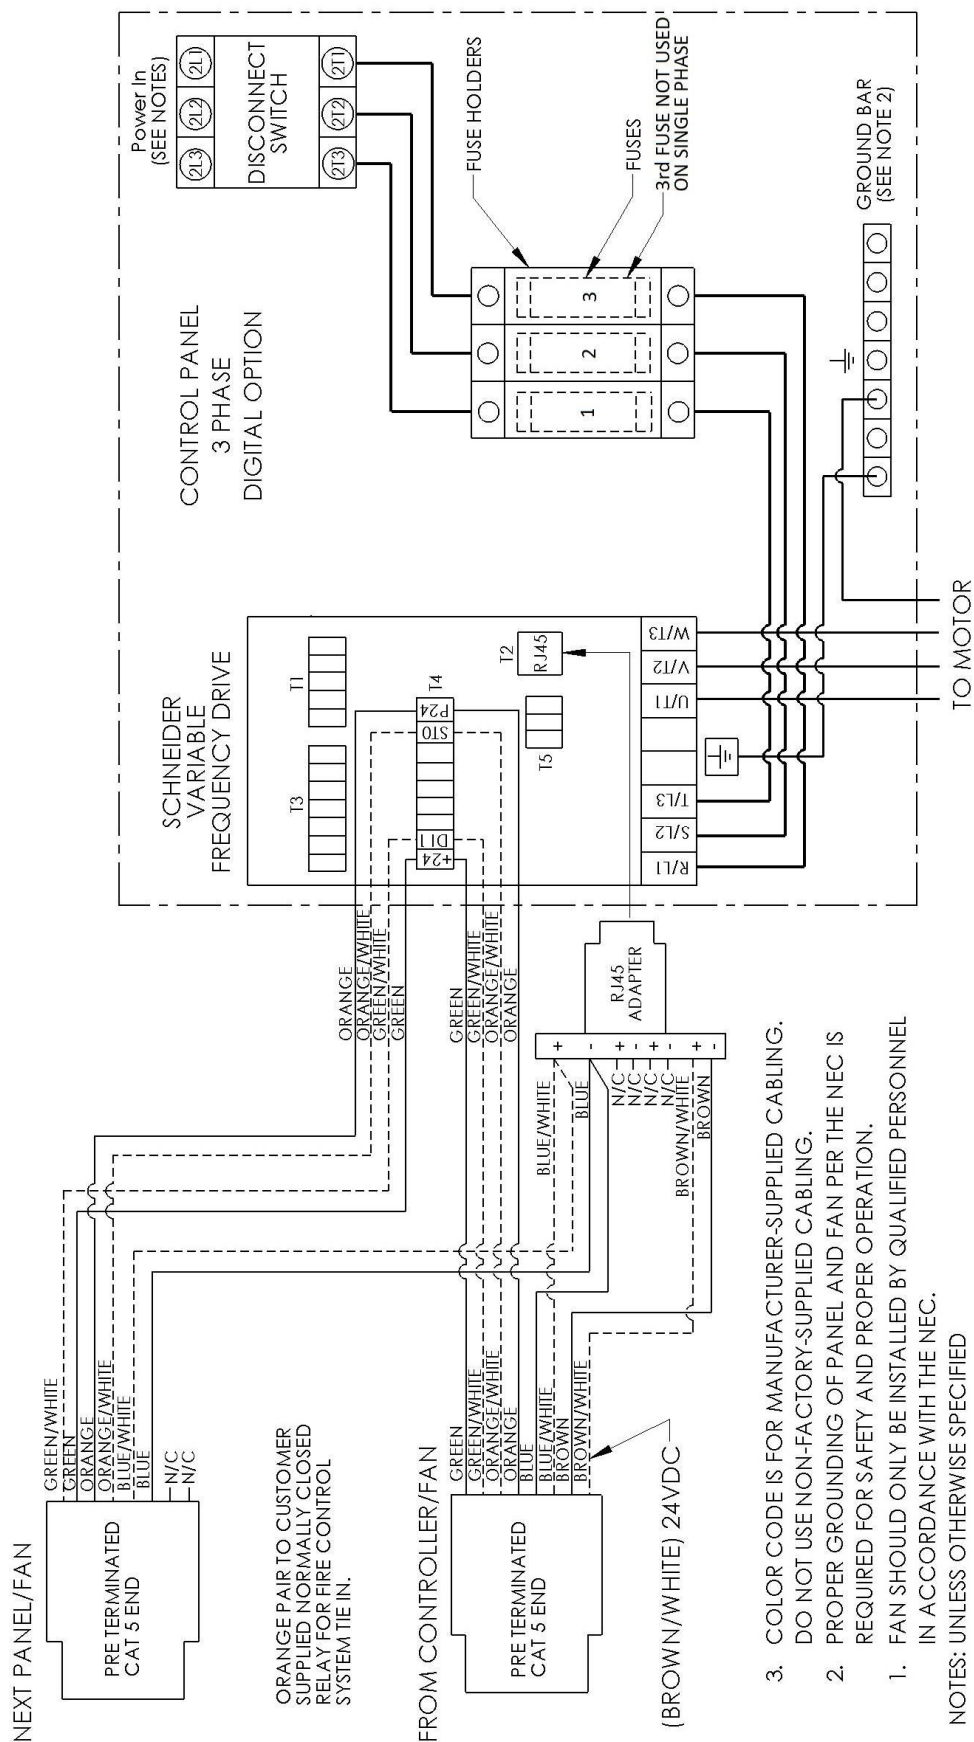 NEXT PANEL/FAN
PRE TERMINATED
CAT 5 END
GREEN/WHITE
GREEN
ORANGE
ORANGE/WHITE
BLUE/WHITE
BLUE
N/C
N/C
ORANGE PAIR TO CUSTOMER
SUPPLIED NORMALLY CLOSED
RELAY FOR FIRE CONTROL
SYSTEM TIE IN.
FROM CONTROLLER/FAN
PRE TERMINATED
CAT 5 END
GREEN
GREEN/WHITE
ORANGE/WHITE
ORANGE
BLUE
BLUE/WHITE
BROWN
BROWN/WHITE
(BROWN/WHITE) 24VDC
ORANGE
ORANGE/WHITE
GREEN/WHITE
GREEN
GREEN
GREEN/WHITE
ORANGE/WHITE
ORANGE
BLUE/WHITE
BLUE
N/C
N/C
N/C
N/C
BROWN/WHITE
BROWN
+
-
+
-
+
-
+
-
RJ45
ADAPTER
SCHNEIDER
VARIABLE
FREQUENCY DRIVE
T3
T1
T4
+24
DI1
STO
P24
T5
T2
RJ45
R/L1
S/L2
T/L3
U/T1
V/T2
W/T3
TO MOTOR
CONTROL PANEL
3 PHASE
DIGITAL OPTION
Power In
(SEE NOTES)
2L3
2L2
2L1
DISCONNECT
SWITCH
2T3
2T2
2T1
FUSE HOLDERS
1
2
3
FUSES
3rd FUSE NOT USED
ON SINGLE PHASE
GROUND BAR
(SEE NOTE 2)
3. COLOR CODE IS FOR MANUFACTURER-SUPPLIED CABLING.
DO NOT USE NON-FACTORY-SUPPLIED CABLING.
2. PROPER GROUNDING OF PANEL AND FAN PER THE NEC IS
REQUIRED FOR SAFETY AND PROPER OPERATION.
1. FAN SHOULD ONLY BE INSTALLED BY QUALIFIED PERSONNEL
IN ACCORDANCE WITH THE NEC.
NOTES: UNLESS OTHERWISE SPECIFIED